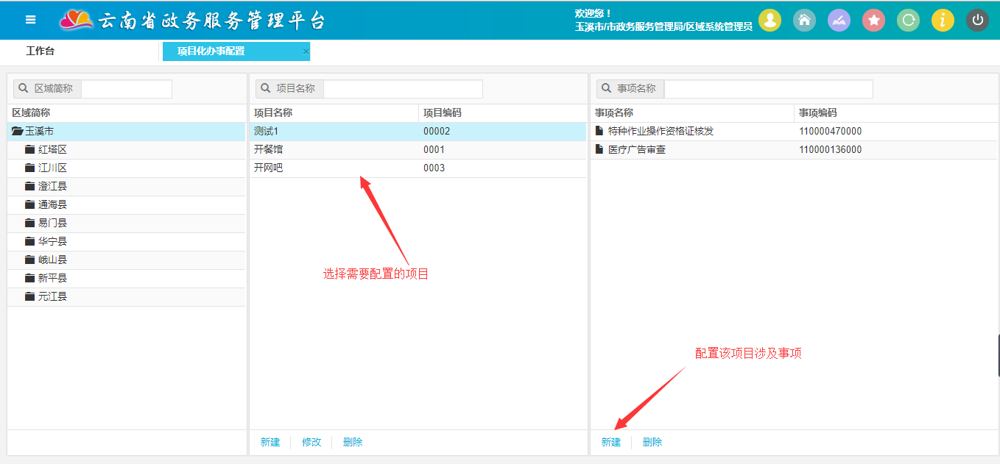 云南省政务服务管理平台
欢迎您！
玉溪市/市政务服务管理局/区域系统管理员
工作台
项目化办事配置 ×
区域简称
区域简称
玉溪市
红塔区
江川区
澄江县
通海县
易门县
华宁县
峨山县
新平县
元江县
项目名称
项目名称 项目编码
测试1 00002
开餐馆 0001
开网吧 0003
选择需要配置的项目
新建 修改 删除
事项名称
事项名称 事项编码
特种作业操作资格证核发 110000470000
医疗广告审查 110000136000
配置该项目涉及事项
新建 删除